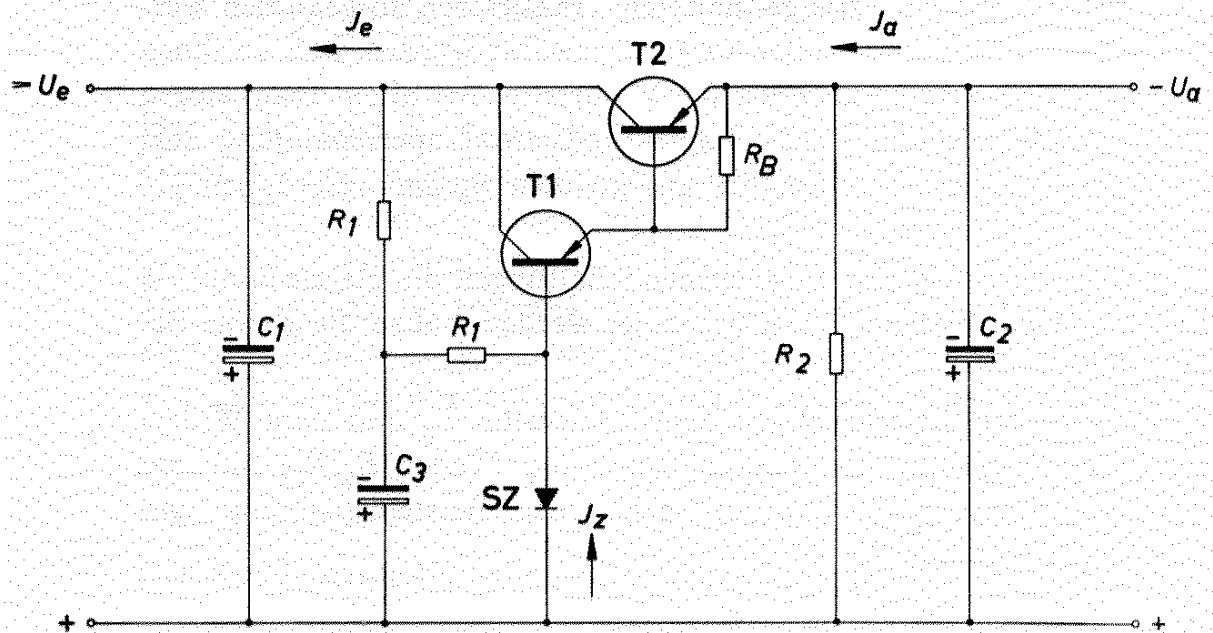 Je
Ja
T2
− Ue
− Ua
RB
T1
R1
−
C1
+
R1
R2
−
C2
+
−
C3
+
SZ
Jz
+
+